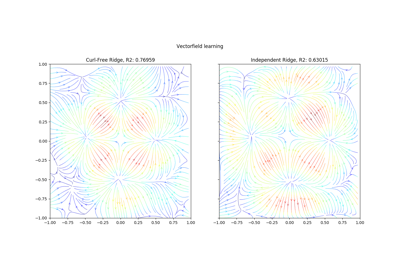 Vectorfield learning
Curl-Free Ridge, R2: 0.76959
Independent Ridge, R2: 0.63015
1.00
0.75
0.50
0.25
0.00
−0.25
−0.50
−0.75
−1.00
−1.00 −0.75 −0.50 −0.25 0.00 0.25 0.50 0.75 1.00
−1.00 −0.75 −0.50 −0.25 0.00 0.25 0.50 0.75 1.00